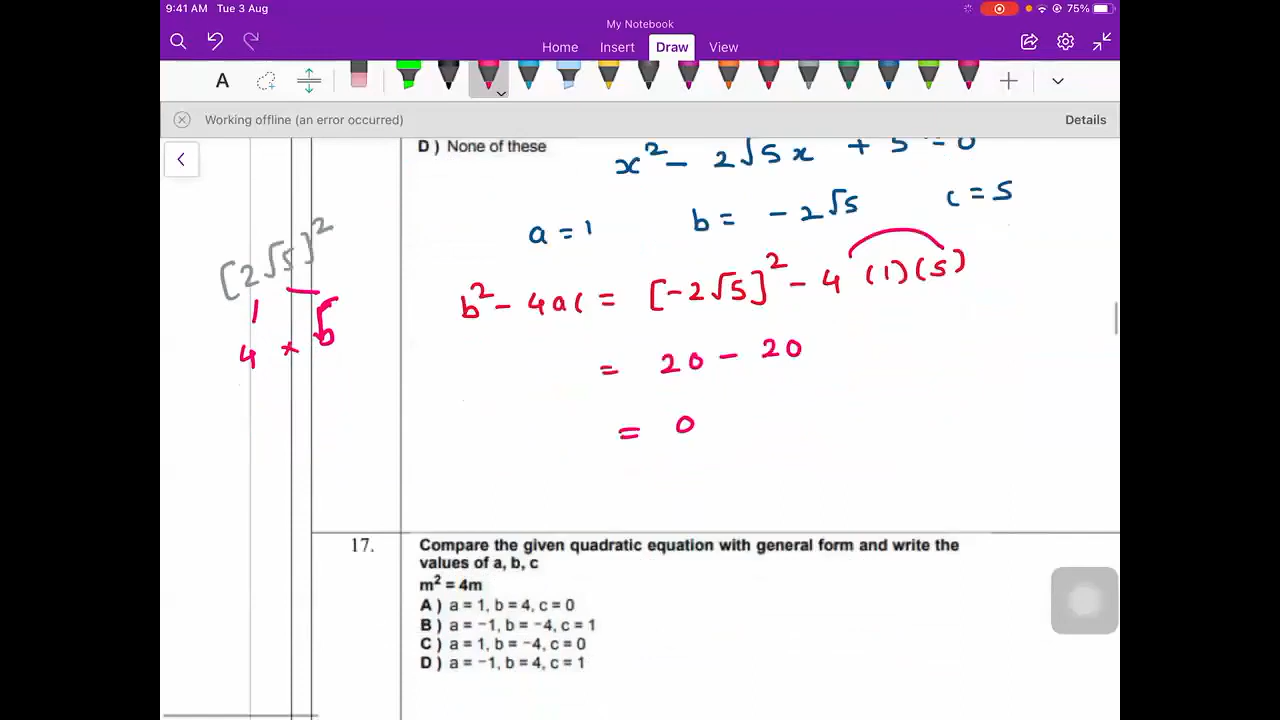 9:41 AM Tue 3 Aug
75%
My Notebook
Home Insert Draw View
A
Working offline (an error occurred) Details
D ) None of these
x² - 2√5x + 5 = 0
a = 1 b = -2√5 c = 5
[2√5]²
b² - 4ac = [-2√5]² - 4 (1)(5)
4 ×
= 20 - 20
= 0
17. Compare the given quadratic equation with general form and write the
values of a, b, c
m² = 4m
A ) a = 1, b = 4, c = 0
B ) a = −1, b = −4, c = 1
C ) a = 1, b = −4, c = 0
D ) a = −1, b = 4, c = 1